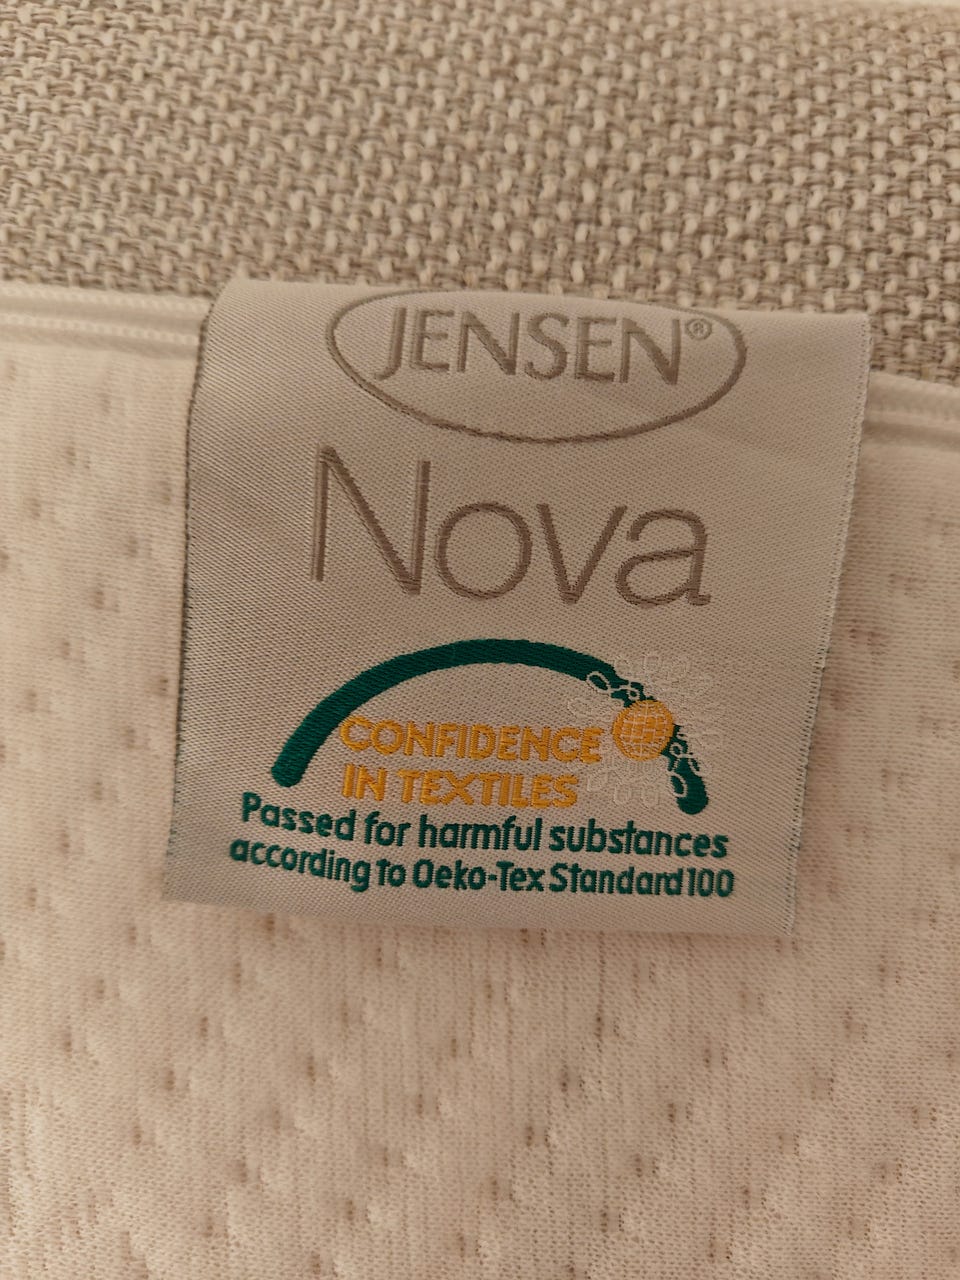 JENSEN®
Nova
CONFIDENCE
IN TEXTILES
Passed for harmful substances
according to Oeko-Tex Standard 100